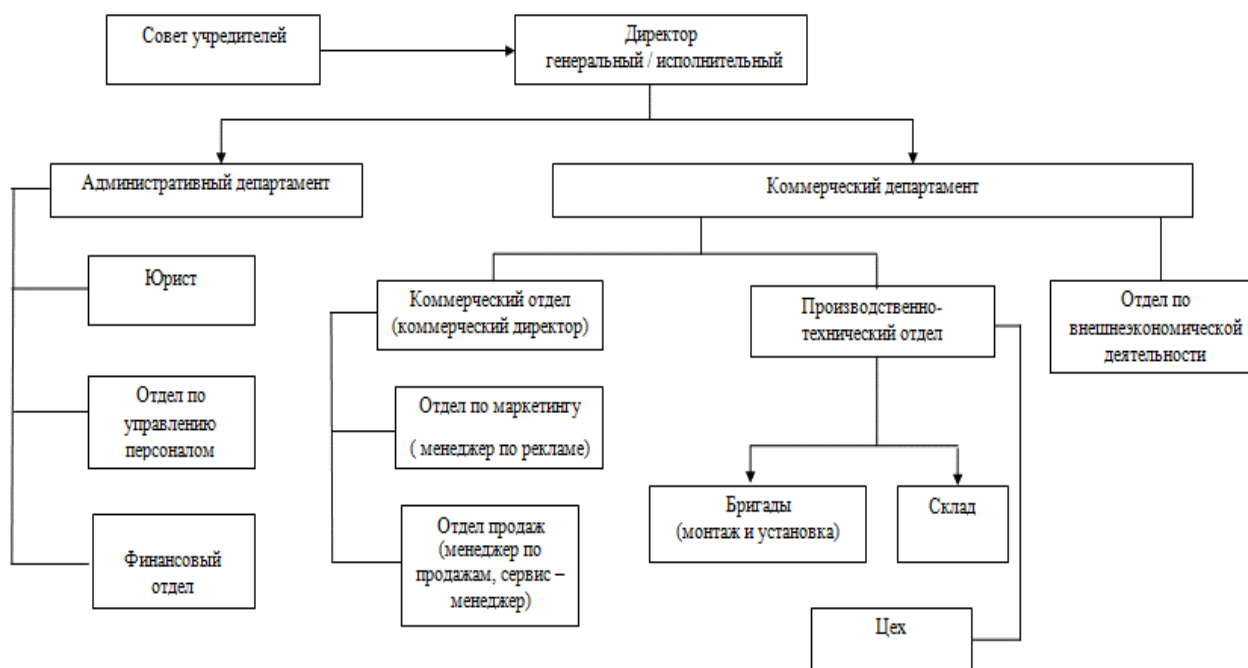 Совет учредителей
Директор
генеральный / исполнительный
Административный департамент
Коммерческий департамент
Юрист
Коммерческий отдел
(коммерческий директор)
Производственно-
технический отдел
Отдел по
внешнеэкономической
деятельности
Отдел по
управлению
персоналом
Отдел по маркетингу
( менеджер по рекламе)
Бригады
(монтаж и установка)
Склад
Финансовый
отдел
Отдел продаж
(менеджер по
продажам, сервис –
менеджер)
Цех